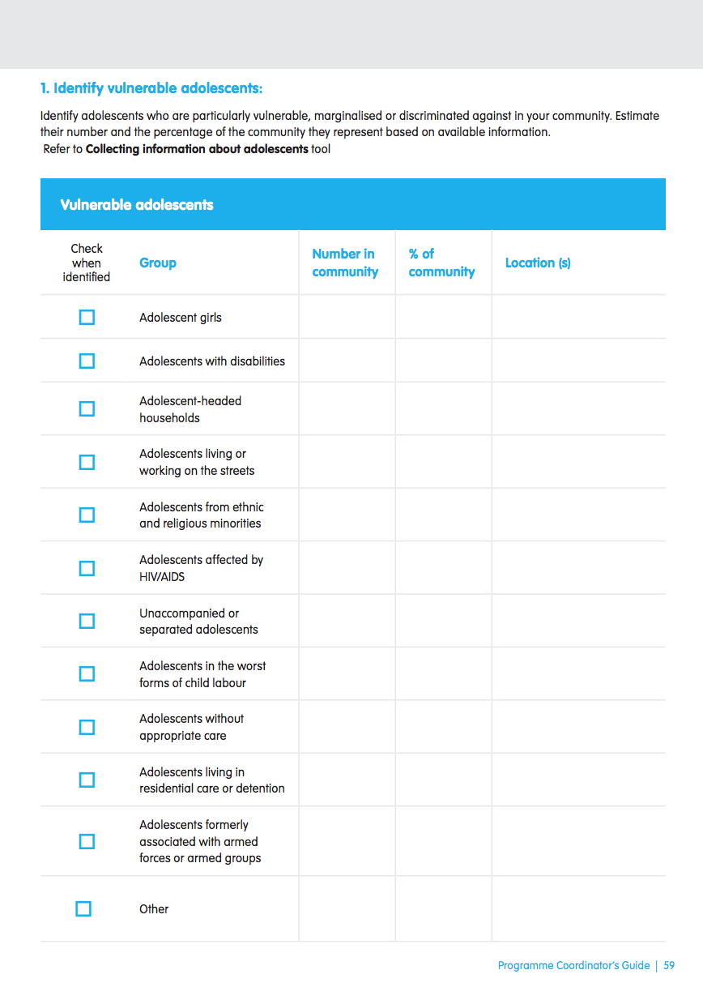 1. Identify vulnerable adolescents:
Identify adolescents who are particularly vulnerable, marginalised or discriminated against in your community. Estimate
their number and the percentage of the community they represent based on available information.
Refer to Collecting information about adolescents tool
Vulnerable adolescents
Check
when
identified
Group
Number in
community
% of
community
Location (s)
Adolescent girls
Adolescents with disabilities
Adolescent-headed
households
Adolescents living or
working on the streets
Adolescents from ethnic
and religious minorities
Adolescents affected by
HIV/AIDS
Unaccompanied or
separated adolescents
Adolescents in the worst
forms of child labour
Adolescents without
appropriate care
Adolescents living in
residential care or detention
Adolescents formerly
associated with armed
forces or armed groups
Other
Programme Coordinator's Guide | 59